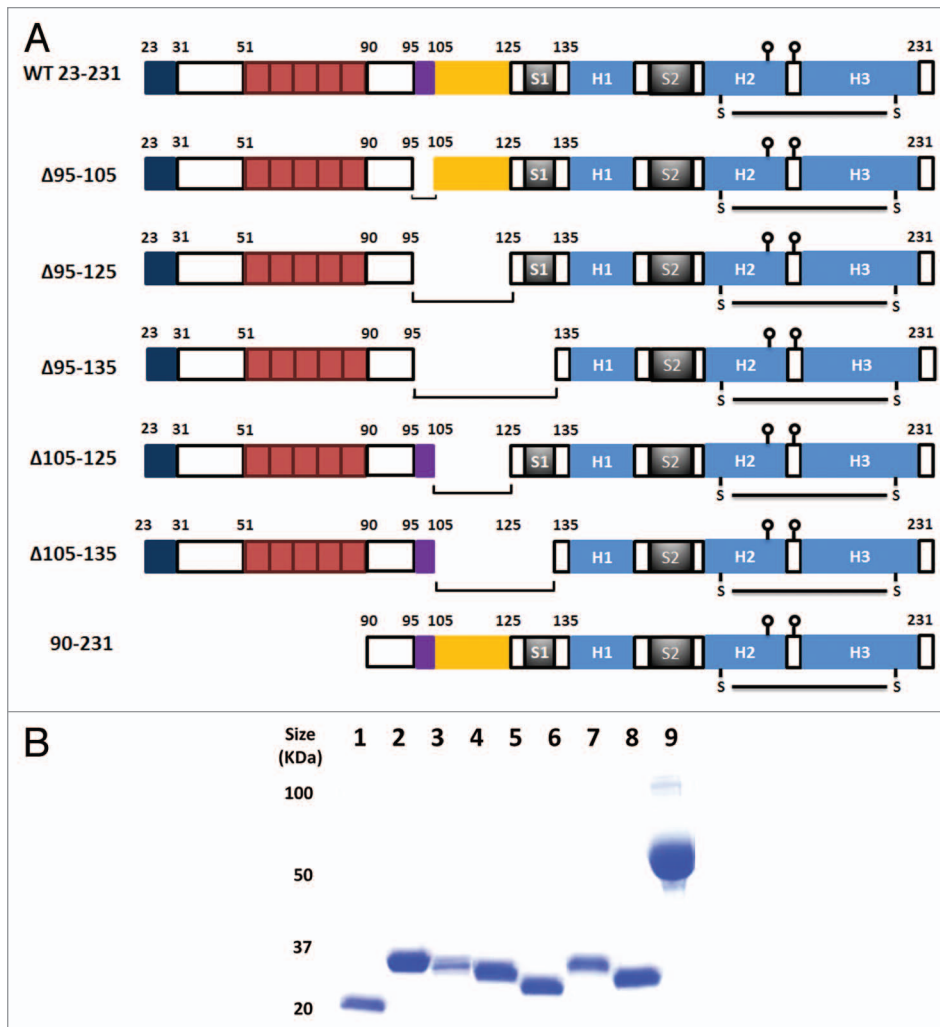 A
23 31 51 90 95 105 125 135 231
WT 23-231 S1 H1 S2 H2 H3
S S
23 31 51 90 95 105 125 135 231
Δ95-105 S1 H1 S2 H2 H3
S S
23 31 51 90 95 125 135 231
Δ95-125 S1 H1 S2 H2 H3
S S
23 31 51 90 95 135 231
Δ95-135 H1 S2 H2 H3
S S
23 31 51 90 95 105 125 135 231
Δ105-125 S1 H1 S2 H2 H3
S S
23 31 51 90 95 105 125 135 231
Δ105-135 H1 S2 H2 H3
S S
90 95 105 125 135 231
90-231 S1 H1 S2 H2 H3
S S
B
Size 1 2 3 4 5 6 7 8 9
(KDa)
100
50
37
20